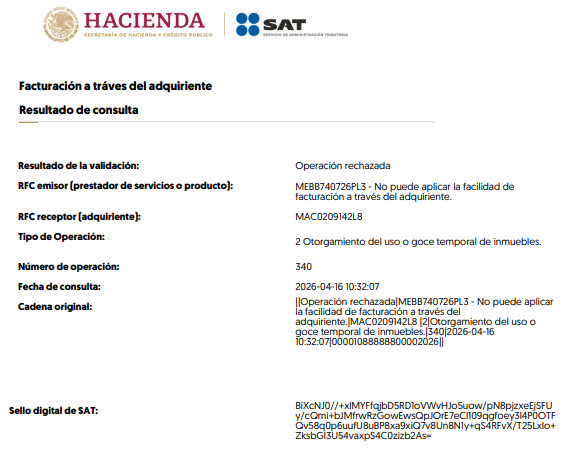 HACIENDA
SECRETARÍA DE HACIENDA Y CRÉDITO PÚBLICO
SAT
SERVICIO DE ADMINISTRACIÓN TRIBUTARIA
Facturación a tráves del adquiriente
Resultado de consulta
Resultado de la validación: Operación rechazada
RFC emisor (prestador de servicios o producto): MEBB740726PL3 - No puede aplicar la facilidad de
facturación a través del adquiriente.
RFC receptor (adquiriente): MAC0209142L8
Tipo de Operación: 2 Otorgamiento del uso o goce temporal de inmuebles.
Número de operación: 340
Fecha de consulta: 2026-04-16 10:32:07
Cadena original: ||Operación rechazada|MEBB740726PL3 - No puede aplicar
la facilidad de facturación a través del
adquiriente.|MAC0209142L8 |2|Otorgamiento del uso o
goce temporal de inmuebles.|340|2026-04-16
10:32:07|00001088888800002026||
Sello digital de SAT: BiXcNJ0//+xlMYFfqjbD5RD1oVWvHJo5uow/pN8pjzxeEjSFU
y/cQmi+bJMfrwRzGowEwsQpJOrE7eCI109qgfoey3l4P0OTF
Qv58q0p6uufU8uBP8xa9xiQ7v8Un8N1y+qS4RFvX/T25LxIo+
ZksbGl3U54vaxpS4C0zizb2As=